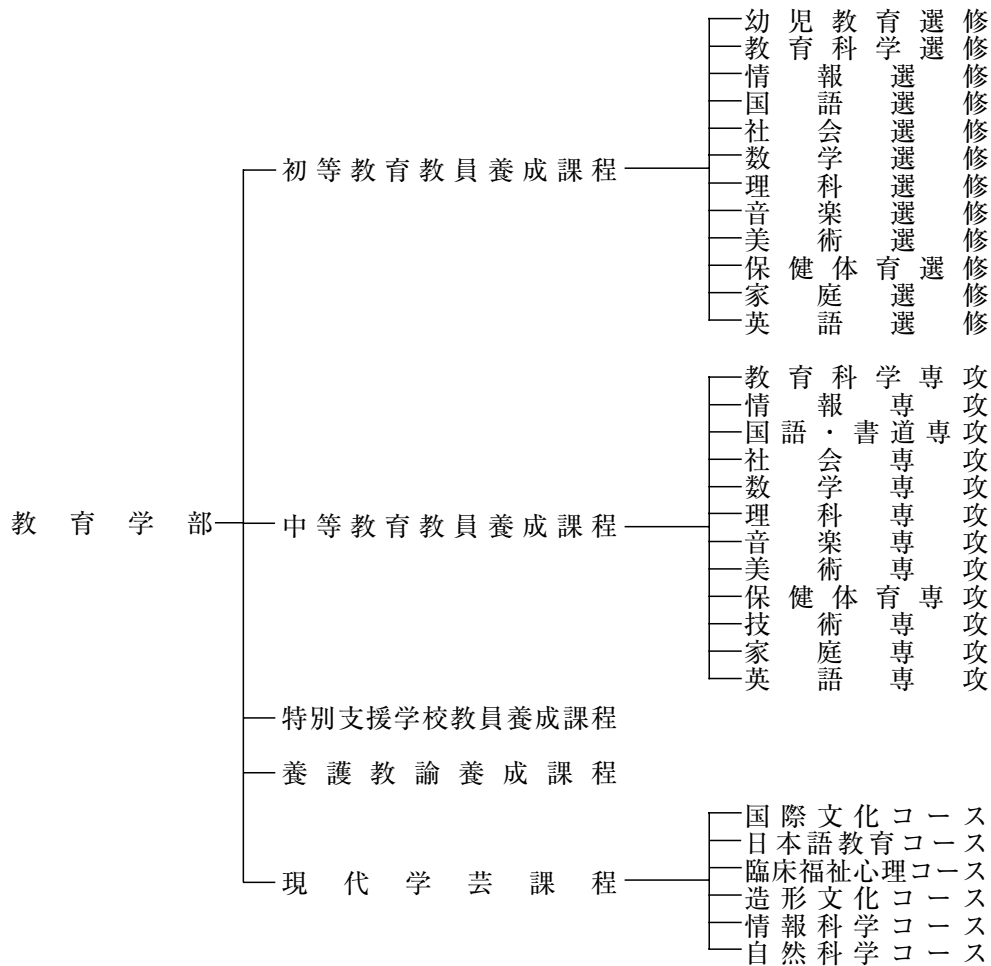 教育学部
初等教育教員養成課程
幼児教育選修
教育科学選修
情報選修
国語選修
社会選修
数学選修
理科選修
音楽選修
美術選修
保健体育選修
家庭選修
英語選修
中等教育教員養成課程
教育科学専攻
情報専攻
国語・書道専攻
社会専攻
数学専攻
理科専攻
音楽専攻
美術専攻
保健体育専攻
技術専攻
家庭専攻
英語専攻
特別支援学校教員養成課程
養護教諭養成課程
現代学芸課程
国際文化コース
日本語教育コース
臨床福祉心理コース
造形文化コース
情報科学コース
自然科学コース